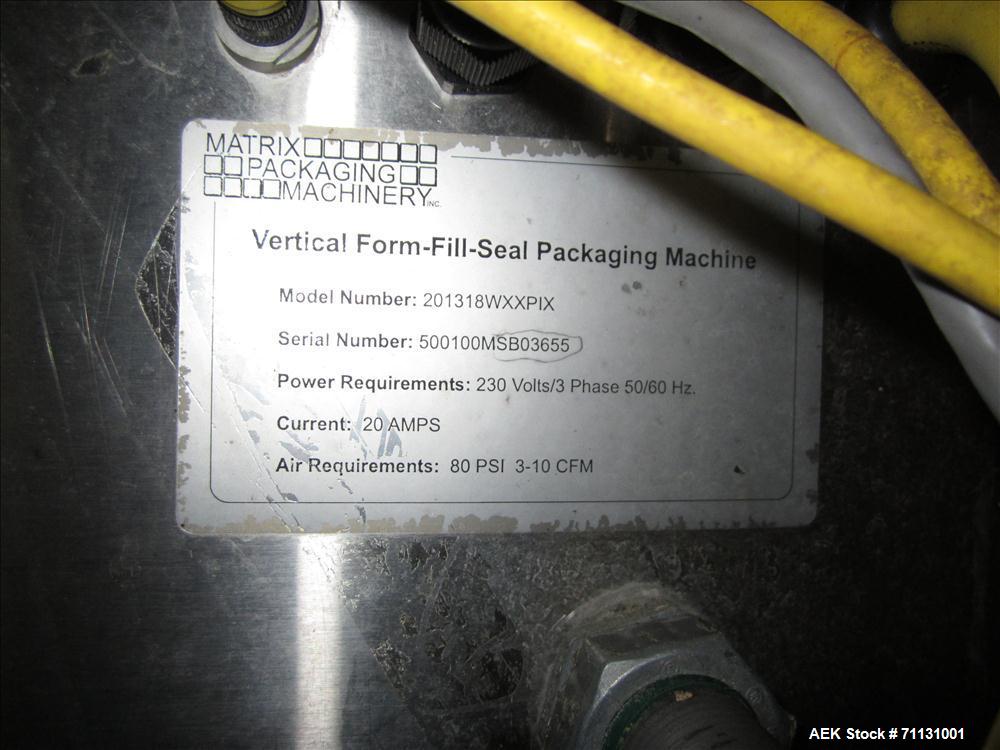 MATRIX
PACKAGING
MACHINERY INC.
Vertical Form-Fill-Seal Packaging Machine
Model Number: 201318WXXPIX
Serial Number: 500100MSB03655
Power Requirements: 230 Volts/3 Phase 50/60 Hz.
Current: 20 AMPS
Air Requirements: 80 PSI 3-10 CFM
AEK Stock # 71131001